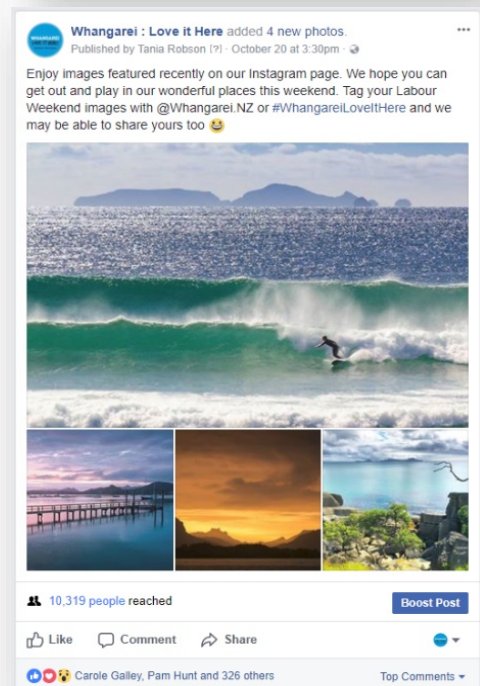 Whangarei : Love it Here added 4 new photos.
Published by Tania Robson [?] · October 20 at 3:30pm ·
Enjoy images featured recently on our Instagram page. We hope you can
get out and play in our wonderful places this weekend. Tag your Labour
Weekend images with @Whangarei.NZ or #WhangareiLoveItHere and we
may be able to share yours too 😀
10,319 people reached
Boost Post
Like Comment Share
Carole Galley, Pam Hunt and 326 others
Top Comments